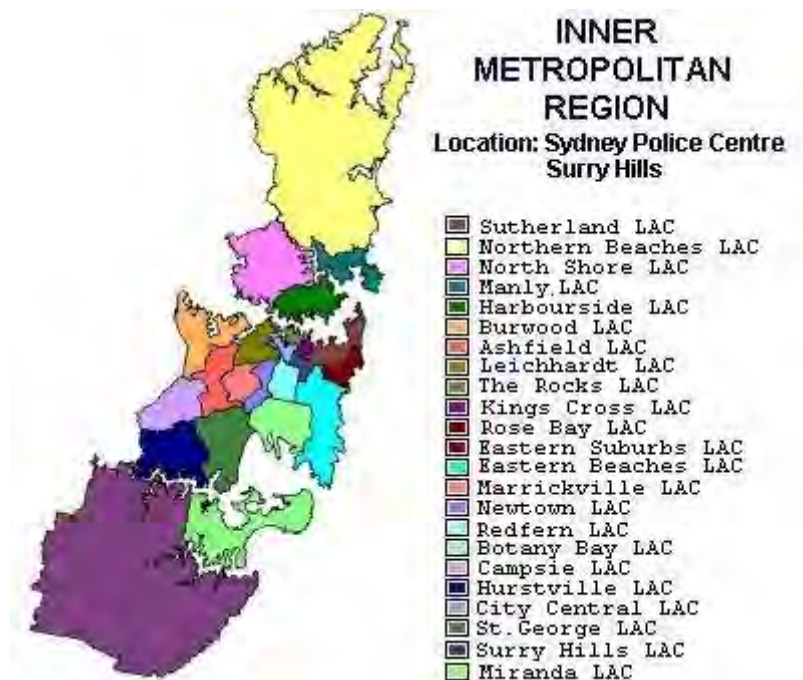 INNER
METROPOLITAN
REGION
Location: Sydney Police Centre
Surry Hills
Sutherland LAC
Northern Beaches LAC
North Shore LAC
Manly.LAC
Harbourside LAC
Burwood LAC
Ashfield LAC
Leichhardt LAC
The Rocks LAC
Kings Cross LAC
Rose Bay LAC
Eastern Suburbs LAC
Eastern Beaches LAC
Marrickville LAC
Newtown LAC
Redfern LAC
Botany Bay LAC
Campsie LAC
Hurstville LAC
City Central LAC
St.George LAC
Surry Hills LAC
Miranda LAC